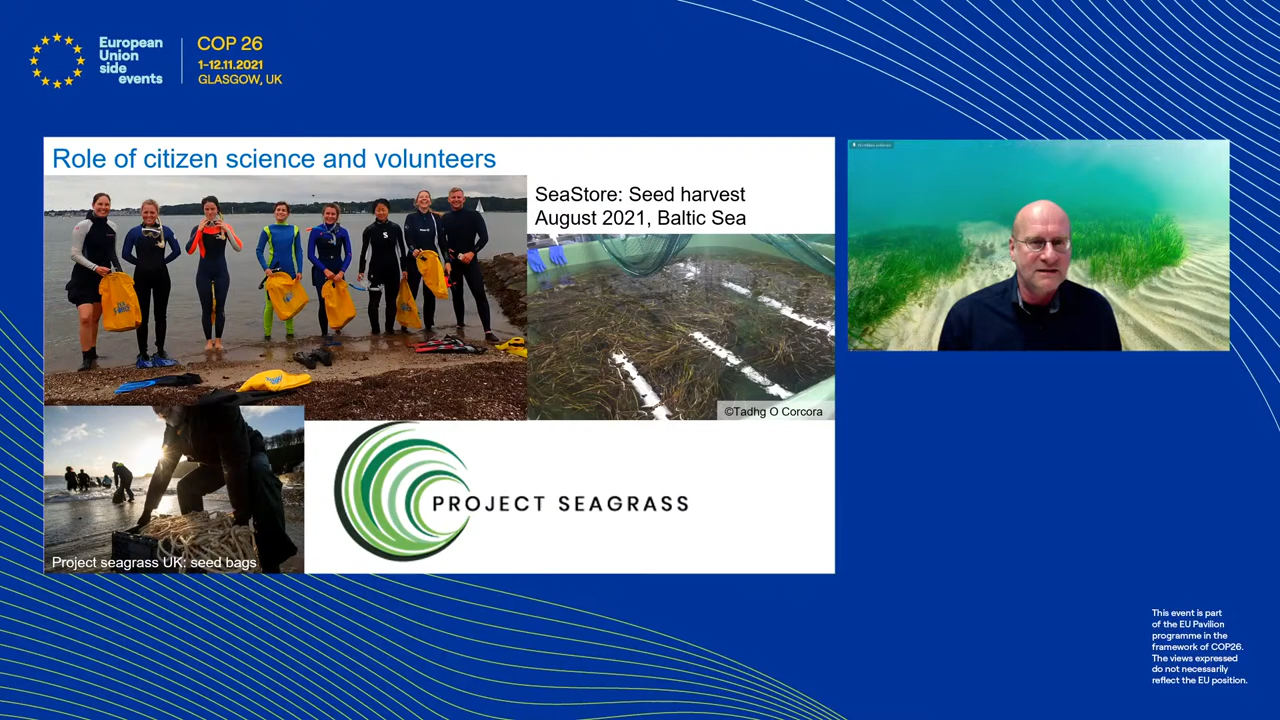 European
Union
side
events
COP 26
1-12.11.2021
GLASGOW, UK
Role of citizen science and volunteers
SeaStore: Seed harvest
August 2021, Baltic Sea
©Tadhg O Corcora
PROJECT SEAGRASS
Project seagrass UK: seed bags
This event is part
of the EU Pavilion
programme in the
framework of COP26.
The views expressed
do not necessarily
reflect the EU position.